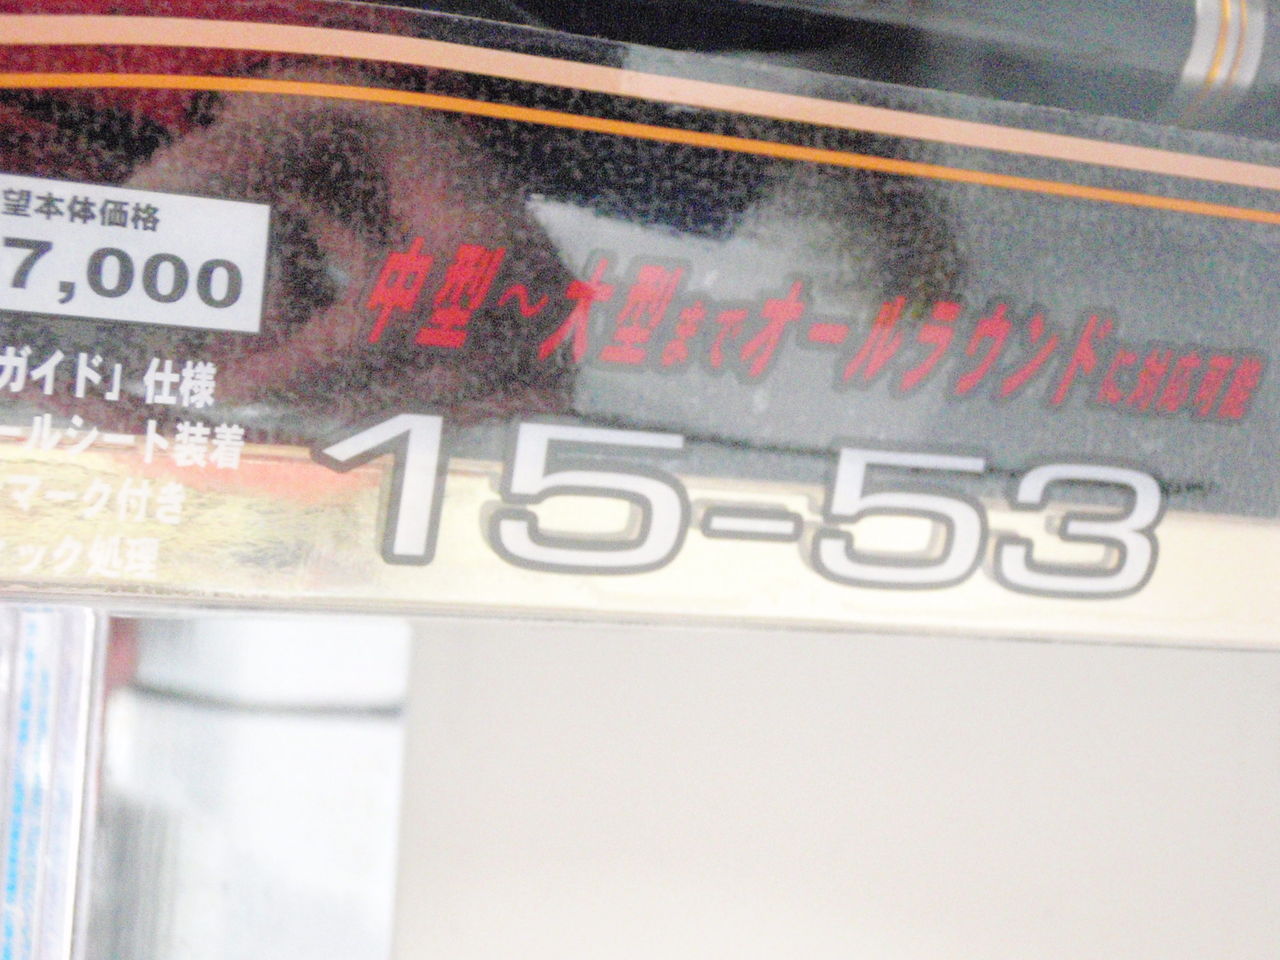 望本体価格
7,000
中型～大型までオールラウンドに対応可能
ガイド」仕様
ールシート装着
マーク付き
ィック処理
15-53